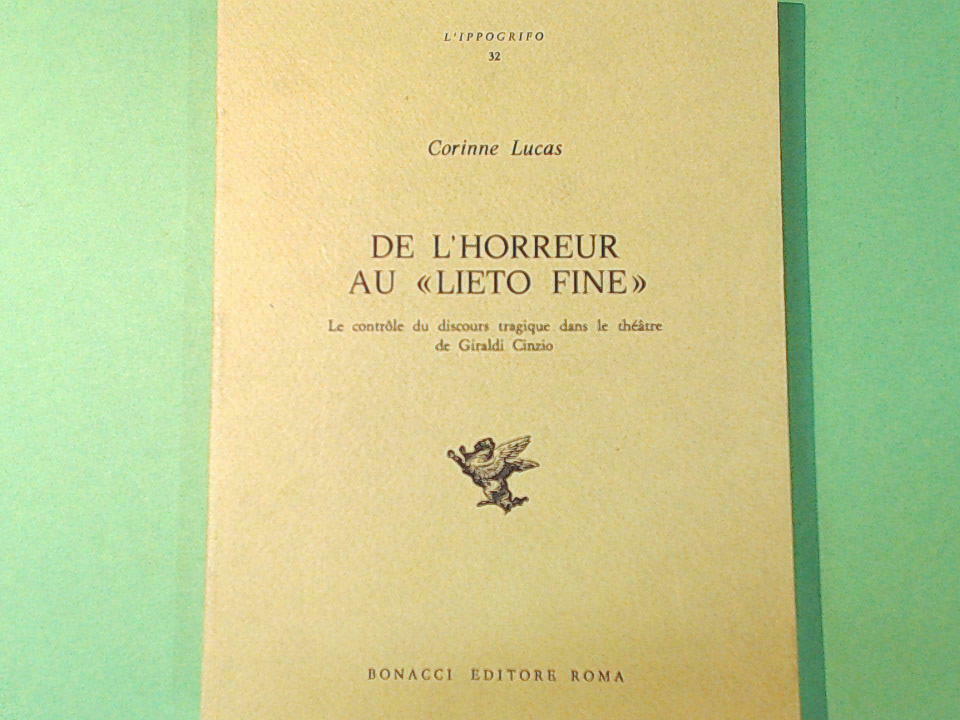 L'IPPOGRIFO
32
Corinne Lucas
DE L'HORREUR
AU «LIETO FINE»
Le contrôle du discours tragique dans le théâtre
de Giraldi Cinzio
BONACCI EDITORE ROMA